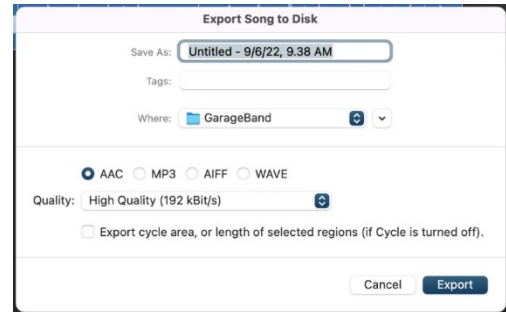 Export Song to Disk
Save As: Untitled - 9/6/22, 9.38 AM
Tags:
Where: GarageBand
AAC MP3 AIFF WAVE
Quality: High Quality (192 kBit/s)
Export cycle area, or length of selected regions (if Cycle is turned off).
Cancel Export